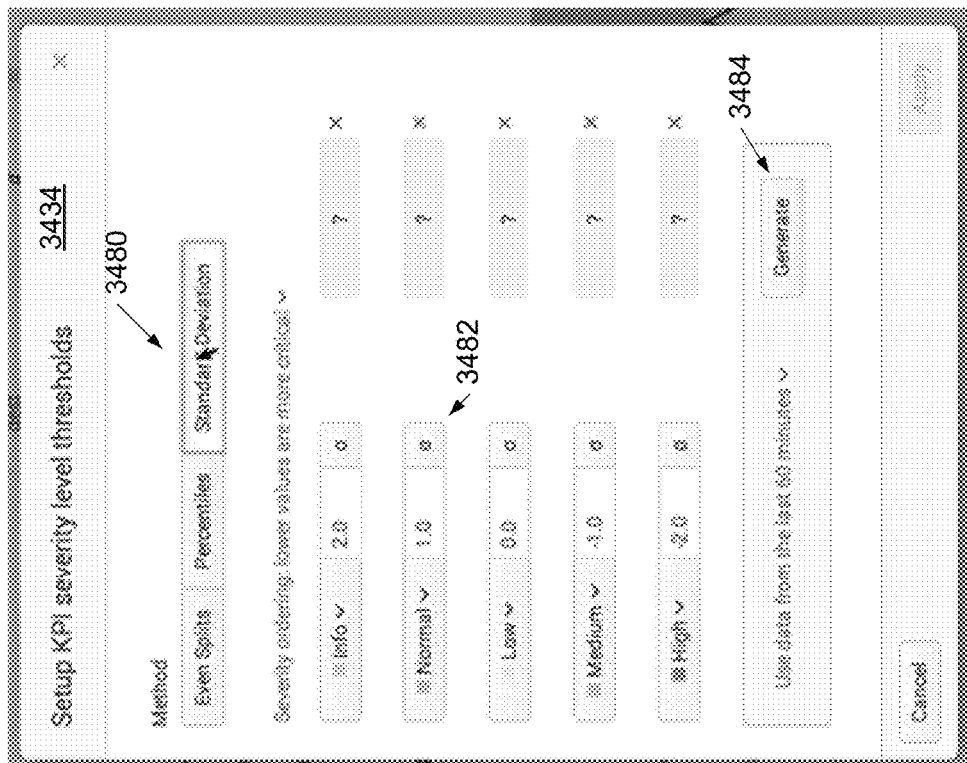 Setup KPI severity level thresholds
3434
×
3480
Method
Even Splits Percentiles Standard Deviation
Severity ordering: lower values are more critical
Info 2.0 σ ? ×
Normal 1.0 σ ? ×
3482
Low 0.0 σ ? ×
Medium -1.0 σ ? ×
High -2.0 σ ? ×
3484
Use data from the last 60 minutes Generate
Cancel Apply